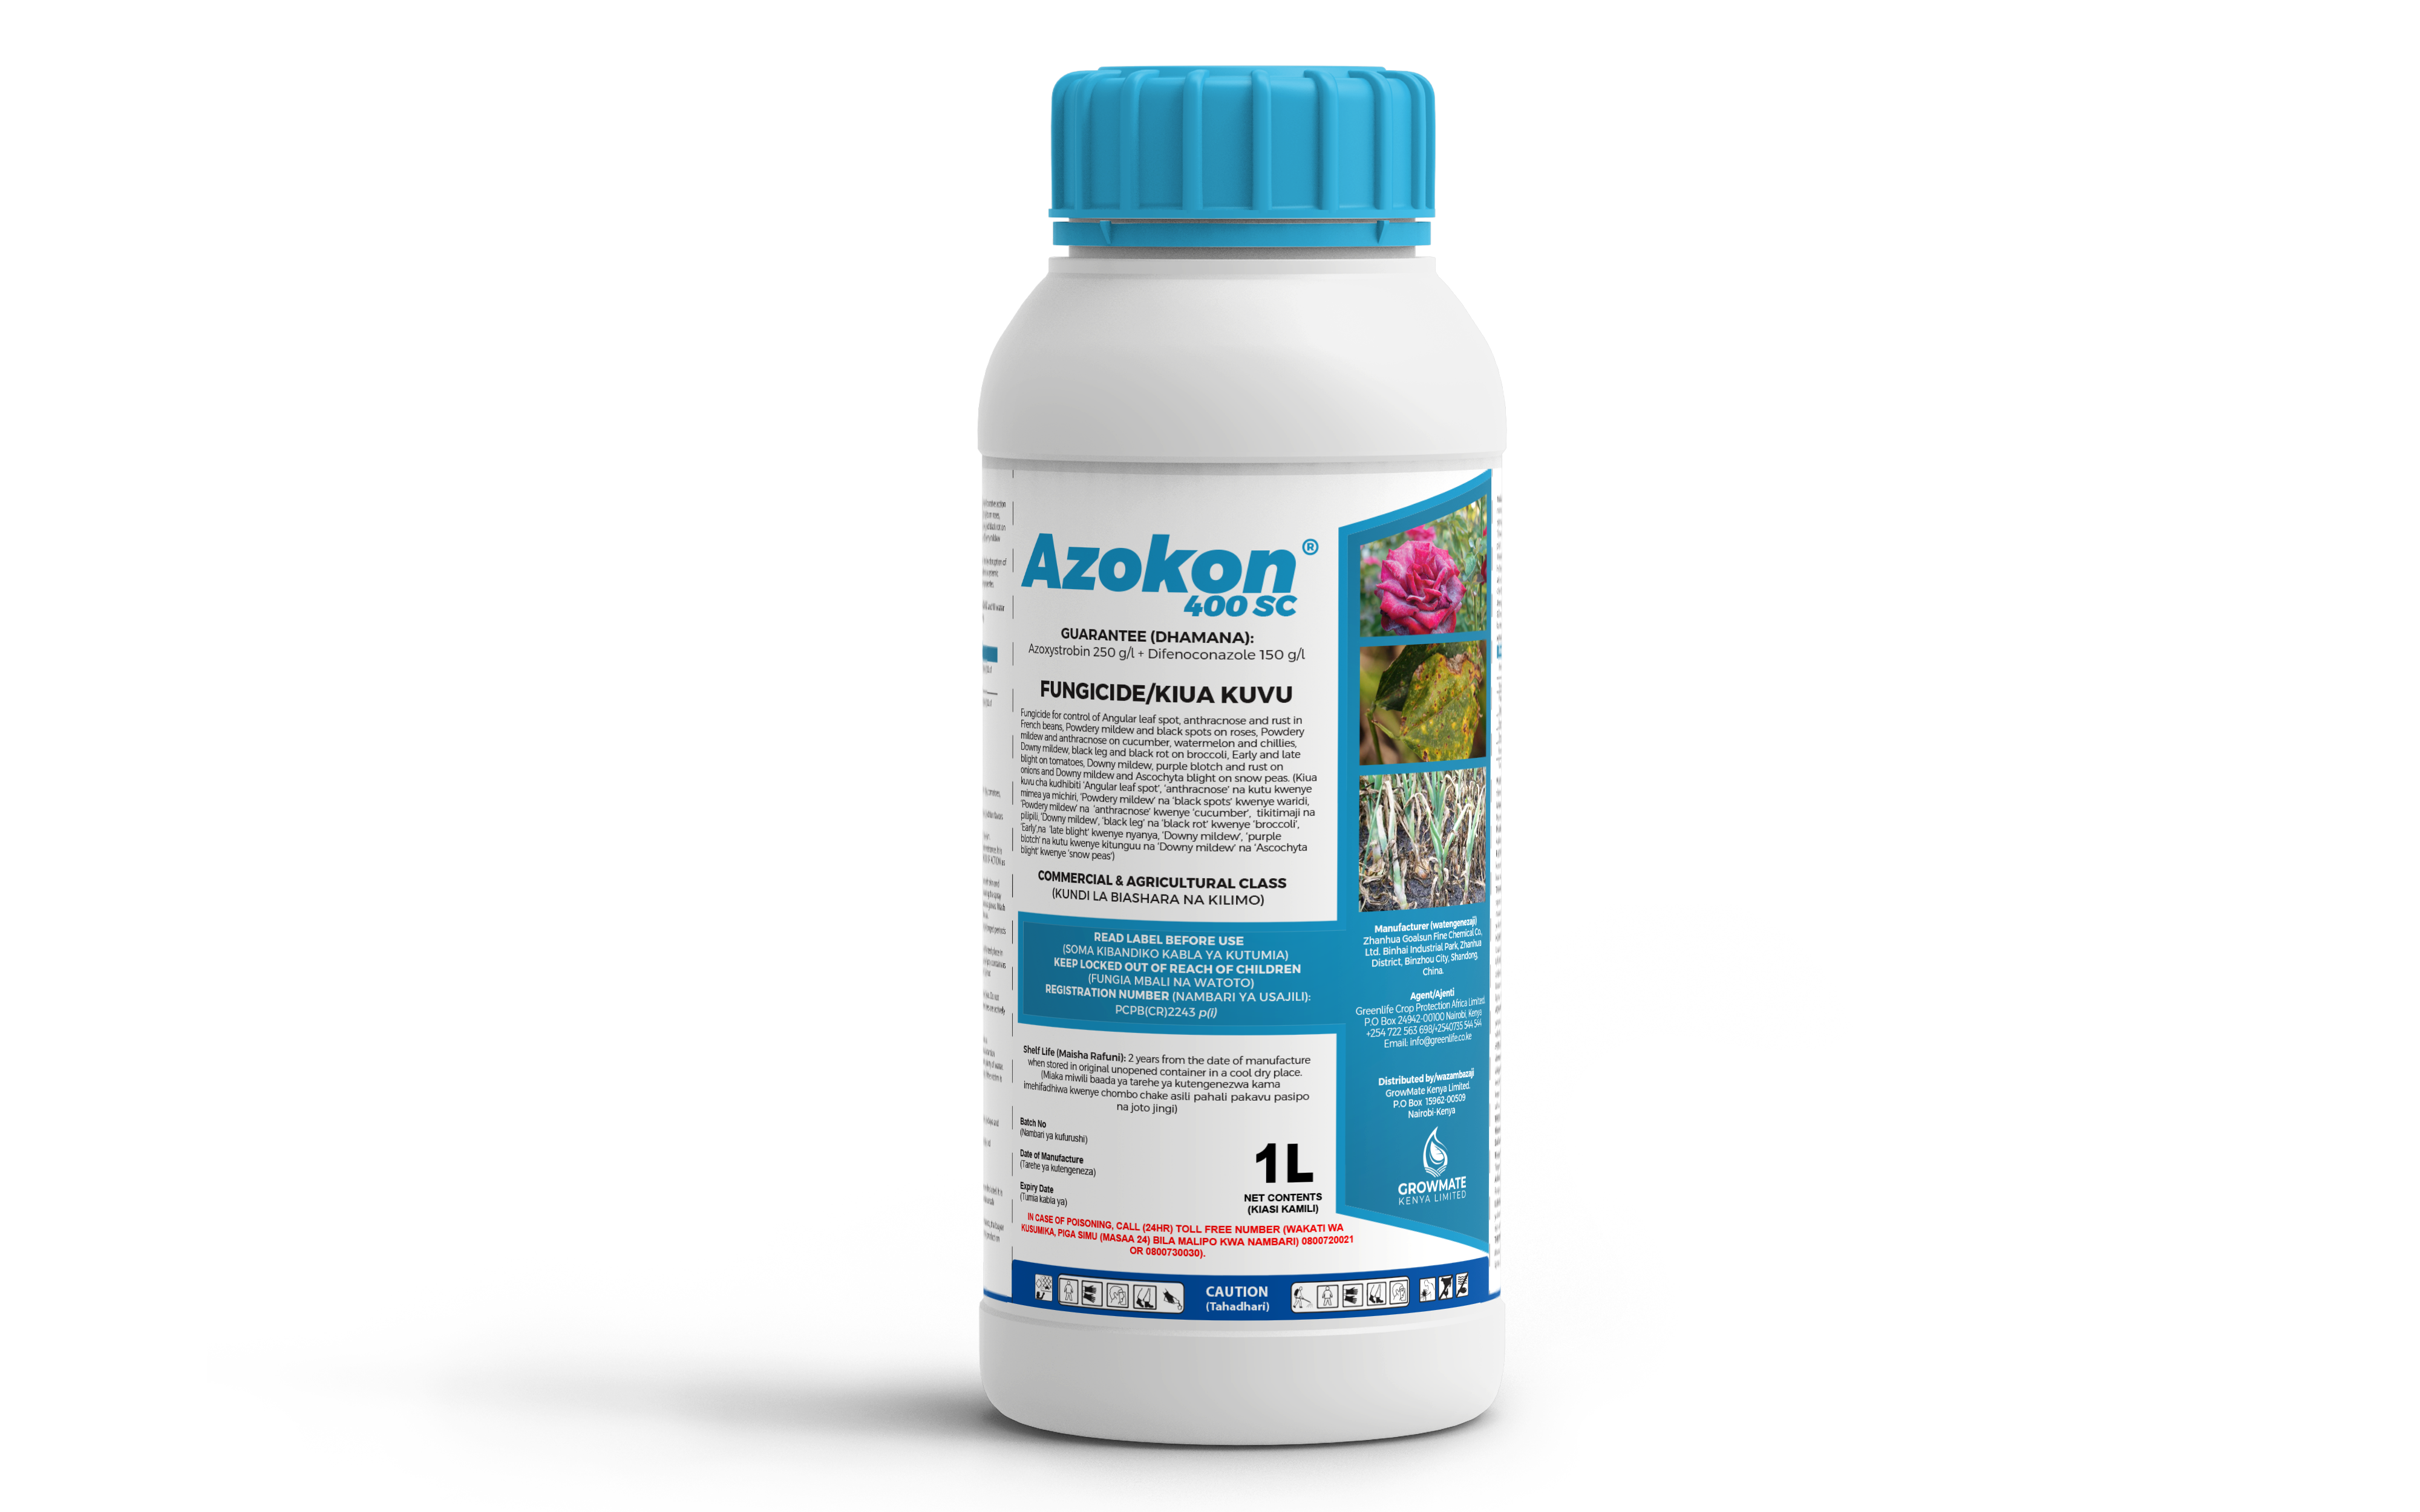 Azokon®
400 SC
GUARANTEE (DHAMANA):
Azoxystrobin 250 g/l + Difenoconazole 150 g/l
FUNGICIDE/KIUA KUVU
Fungicide for control of Angular leaf spot, anthracnose and rust in
French beans, Powdery mildew and black spots on roses, Powdery
mildew and anthracnose on cucumber, watermelon and chillies,
Downy mildew, black leg and black rot on broccoli, Early and late
blight on tomatoes, Downy mildew, purple blotch and rust on
onions and Downy mildew and Ascochyta blight on snow peas. (Kiua
kuvu cha kudhibiti 'Angular leaf spot', 'anthracnose' na kutu kwenye
mimea ya michiri, 'Powdery mildew' na 'black spots' kwenye waridi,
'Powdery mildew' na 'anthracnose' kwenye 'cucumber', tikitimaji na
pilipili, 'Downy mildew', 'black leg' na 'black rot' kwenye 'broccoli',
'Early',na 'late blight' kwenye nyanya, 'Downy mildew', 'purple
blotch' na kutu kwenye kitunguu na 'Downy mildew' na 'Ascochyta
blight' kwenye 'snow peas')
COMMERCIAL & AGRICULTURAL CLASS
(KUNDI LA BIASHARA NA KILIMO)
READ LABEL BEFORE USE
(SOMA KIBANDIKO KABLA YA KUTUMIA)
KEEP LOCKED OUT OF REACH OF CHILDREN
(FUNGIA MBALI NA WATOTO)
REGISTRATION NUMBER (NAMBARI YA USAJILI):
PCPB(CR)2243 p(i)
Shelf Life (Maisha Rafuni): 2 years from the date of manufacture
when stored in original unopened container in a cool dry place.
(Miaka miwili baada ya tarehe ya kutengenezwa kama
imehifadhiwa kwenye chombo chake asili pahali pakavu pasipo
na joto jingi)
Batch No
(Nambari ya kufurushi)
Date of Manufacture
(Tarehe ya kutengeneza)
Expiry Date
(Tumia kabla ya)
1L
NET CONTENTS
(KIASI KAMILI)
IN CASE OF POISONING, CALL (24HR) TOLL FREE NUMBER (WAKATI WA
KUSUMIKA, PIGA SIMU (MASAA 24) BILA MALIPO KWA NAMBARI) 0800720021
OR 0800730030).
CAUTION
(Tahadhari)
Manufacturer (watengenezaji)
Zhanhua Goalsun Fine Chemical Co,
Ltd. Binhai Industrial Park, Zhanhua
District, Binzhou City, Shandong,
China.
Agent/Ajenti
Greenlife Crop Protection Africa Limited
P.O Box 24942-00100 Nairobi, Kenya
+254 722 563 698/+2540735 544 544
Email: info@greenlife.co.ke
Distributed by/wazambazaji
GrowMate Kenya Limited.
P.O Box 15962-00509
Nairobi-Kenya
GROWMATE
KENYA LIMITED